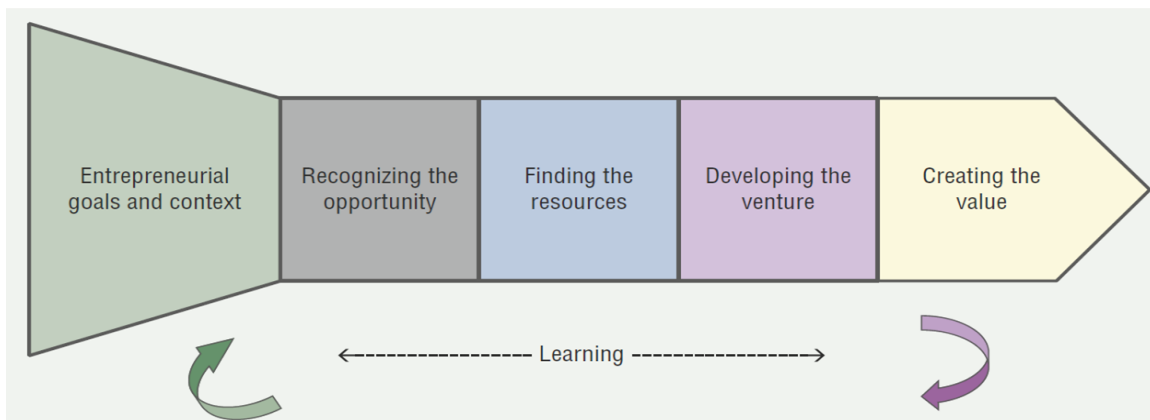 Entrepreneurial
goals and context
Recognizing the
opportunity
Finding the
resources
Developing the
venture
Creating the
value
Learning